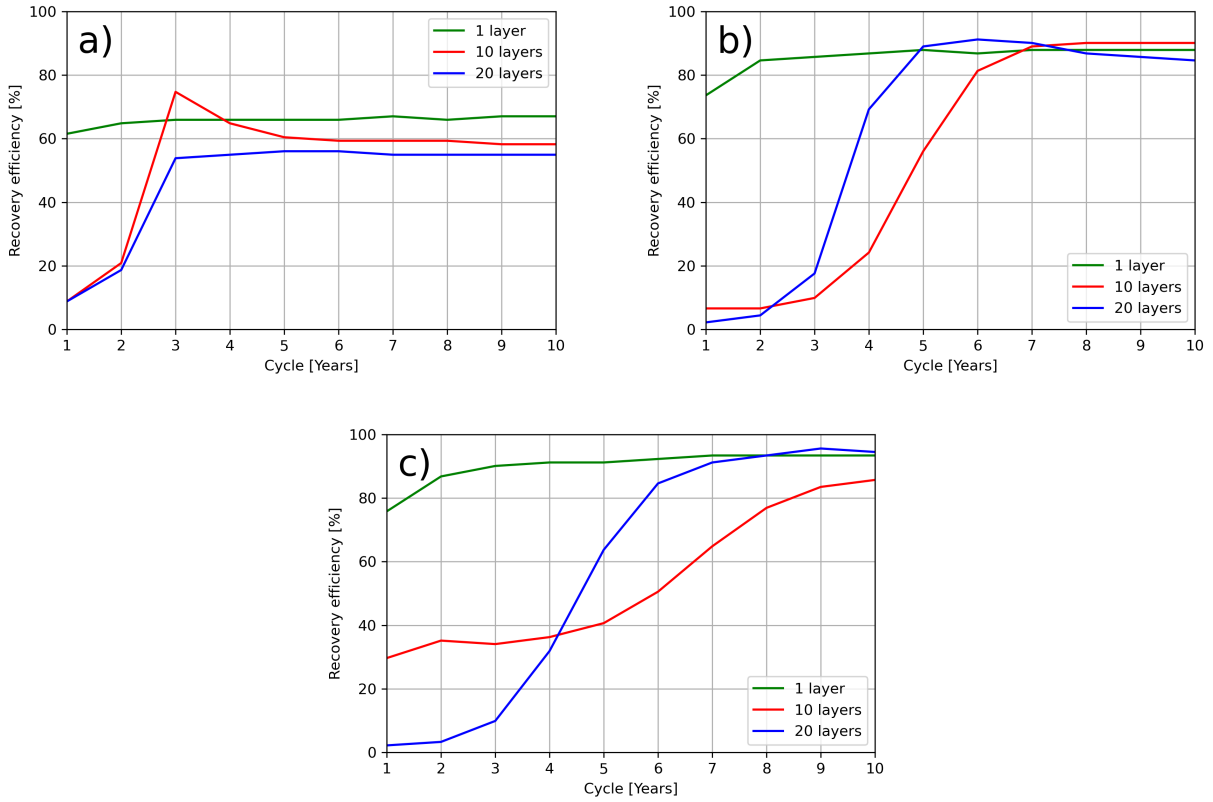 a)
1 layer
10 layers
20 layers
Recovery efficiency [%]
100
80
60
40
20
0
1 2 3 4 5 6 7 8 9 10
Cycle [Years]
b)
Recovery efficiency [%]
100
80
60
40
20
0
1 layer
10 layers
20 layers
1 2 3 4 5 6 7 8 9 10
Cycle [Years]
c)
Recovery efficiency [%]
100
80
60
40
20
0
1 layer
10 layers
20 layers
1 2 3 4 5 6 7 8 9 10
Cycle [Years]